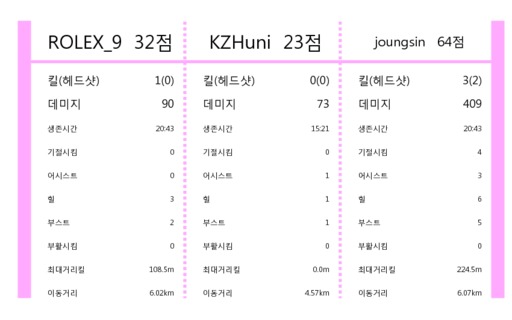 ROLEX_9 32점 KZHuni 23점 joungsin 64점
킬(헤드샷) 1(0) 킬(헤드샷) 0(0) 킬(헤드샷) 3(2)
데미지 90 데미지 73 데미지 409
생존시간 20:43 생존시간 15:21 생존시간 20:43
기절시킴 0 기절시킴 0 기절시킴 4
어시스트 0 어시스트 1 어시스트 3
힐 3 힐 1 힐 6
부스트 2 부스트 1 부스트 5
부활시킴 0 부활시킴 0 부활시킴 0
최대거리킬 108.5m 최대거리킬 0.0m 최대거리킬 224.5m
이동거리 6.02km 이동거리 4.57km 이동거리 6.07km